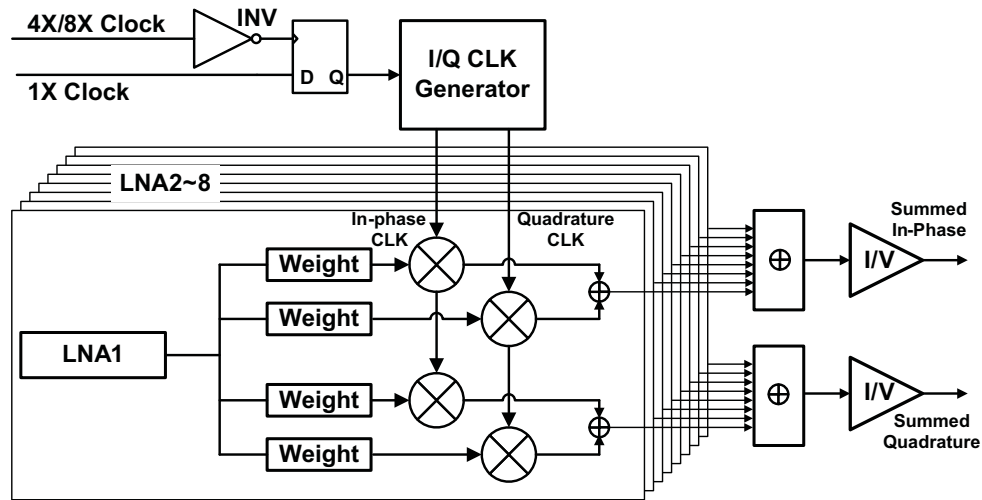 4X/8X Clock
INV
1X Clock
D Q
I/Q CLK
Generator
LNA2~8
In-phase
CLK
Quadrature
CLK
Weight
Weight
LNA1
Weight
Weight
I/V
Summed
In-Phase
I/V
Summed
Quadrature